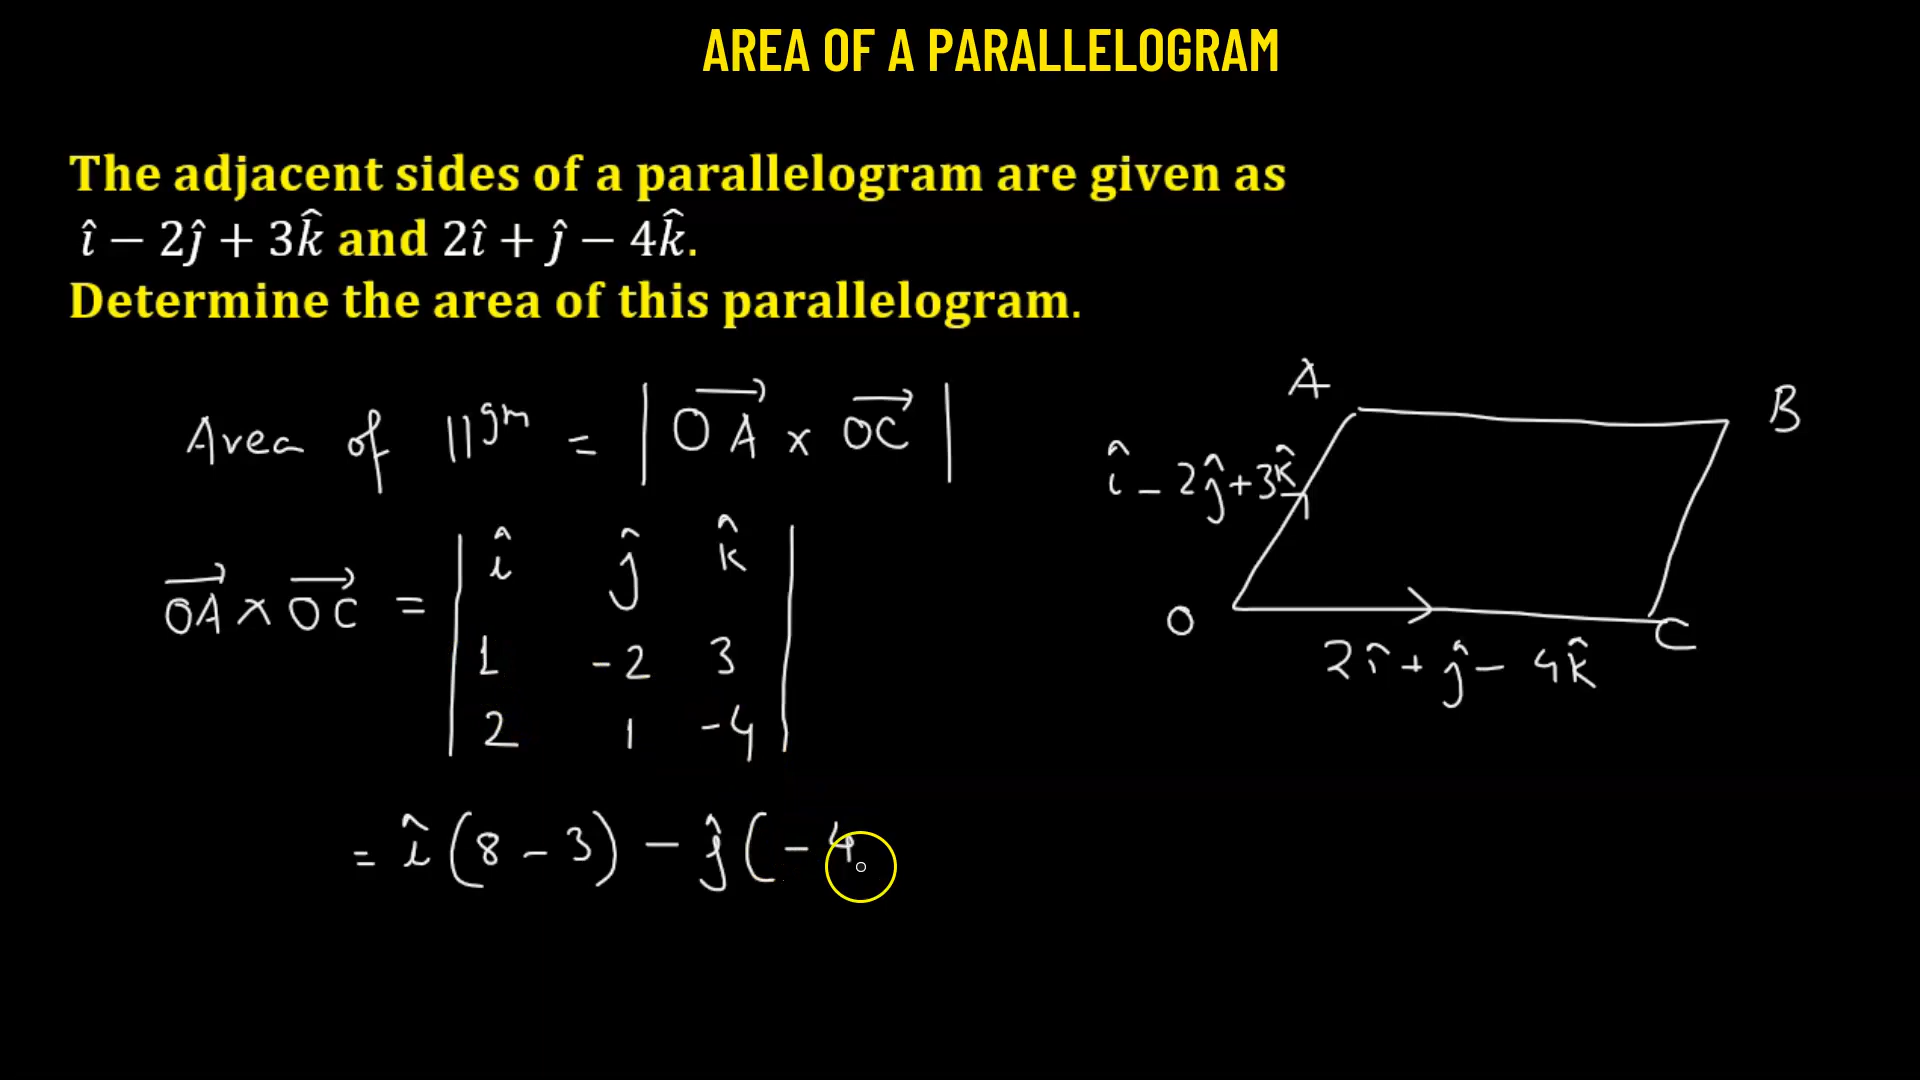 AREA OF A PARALLELOGRAM
The adjacent sides of a parallelogram are given as
î − 2ĵ + 3k̂ and 2î + ĵ − 4k̂.
Determine the area of this parallelogram.
Area of ||gm = | OA⃗ × OC⃗ |
OA⃗ × OC⃗ = | î ĵ k̂ |
1 -2 3
2 1 -4
= î (8 - 3) - ĵ ( - 4
A
B
î - 2ĵ + 3k̂
O
C
2î + ĵ - 4k̂